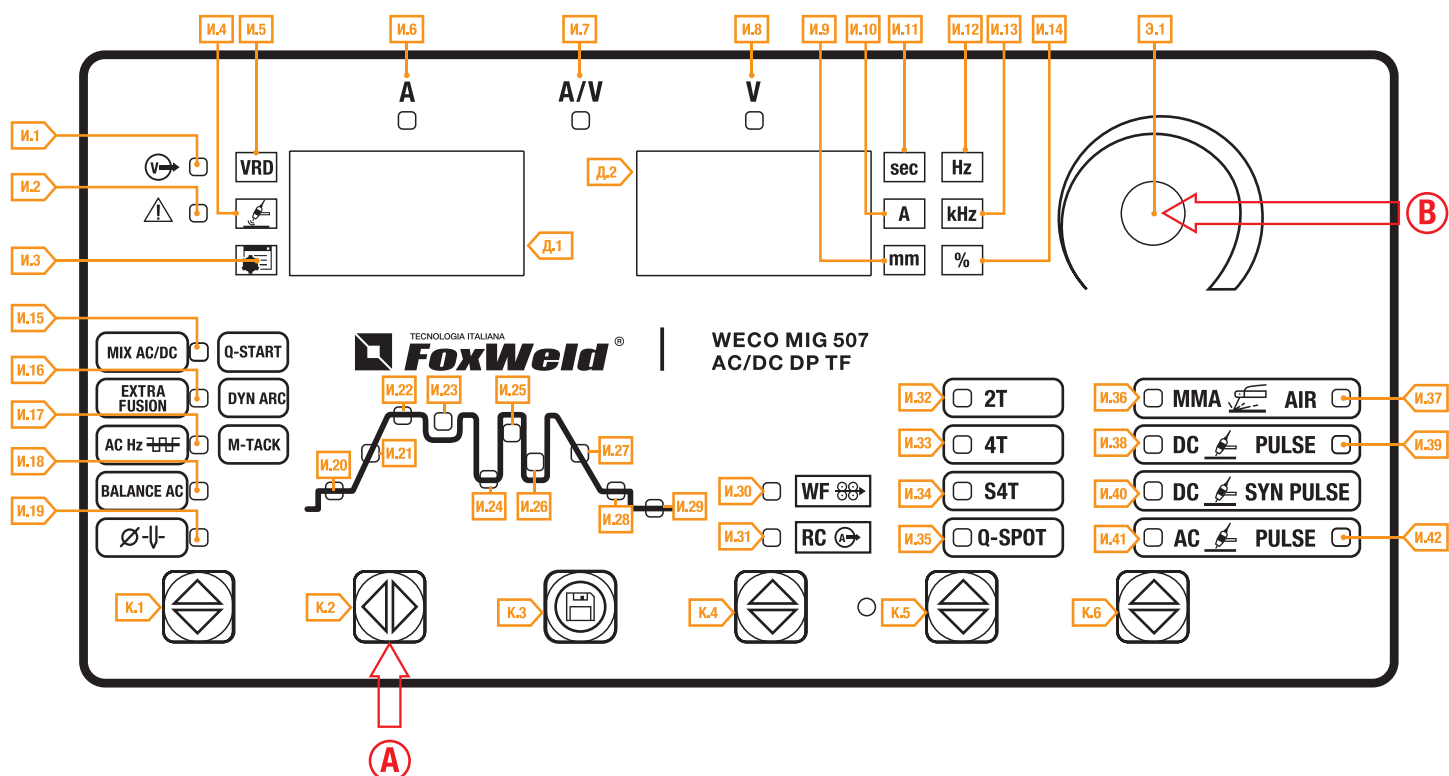 И.4 И.5 И.6 И.7 И.8 И.9 И.10 И.11 И.12 И.13 И.14 Э.1
A A/V V
И.1
V VRD Д.2 sec Hz
И.2
A kHz B
И.3 Д.1 mm %
И.15
MIX AC/DC Q-START
TECNOLOGIA ITALIANA
FoxWeld ®
WECO MIG 507
AC/DC DP TF
И.16
EXTRA
FUSION DYN ARC
И.22 И.23 И.25
И.32 2T И.36 MMA AIR И.37
И.17
AC Hz M-TACK
И.21 И.27 И.33 4T И.38 DC PULSE И.39
И.18
BALANCE AC
И.20 И.24 И.26 И.28 И.29 И.30 WF И.34 S4T И.40 DC SYN PULSE
И.19
Ø
И.31 RC A И.35 Q-SPOT И.41 AC PULSE И.42
К.1 К.2 К.3 К.4 К.5 К.6
A